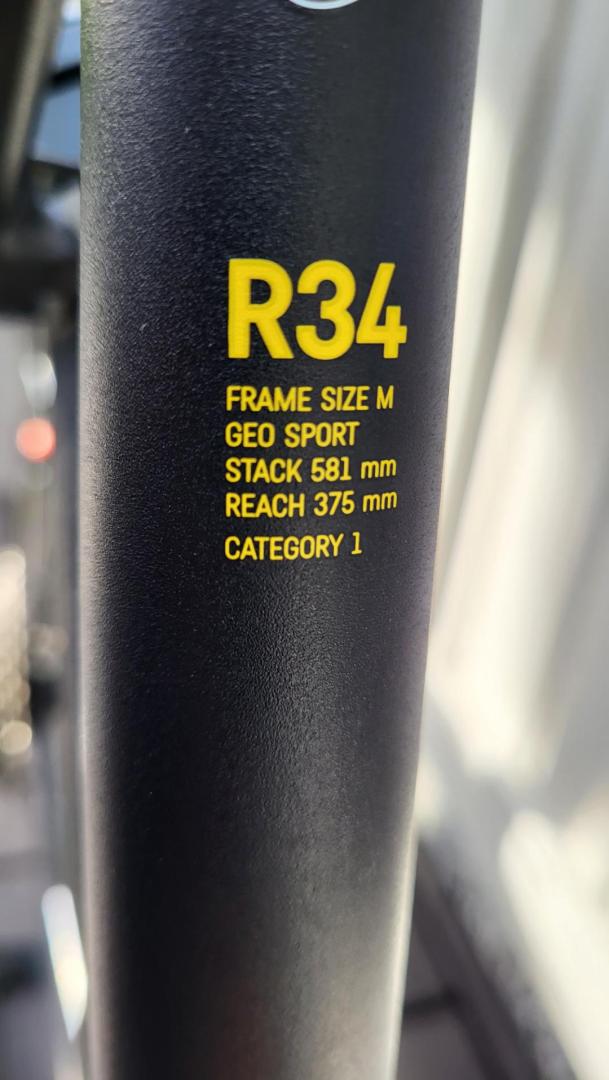 R34
FRAME SIZE M
GEO SPORT
STACK 581 mm
REACH 375 mm
CATEGORY 1